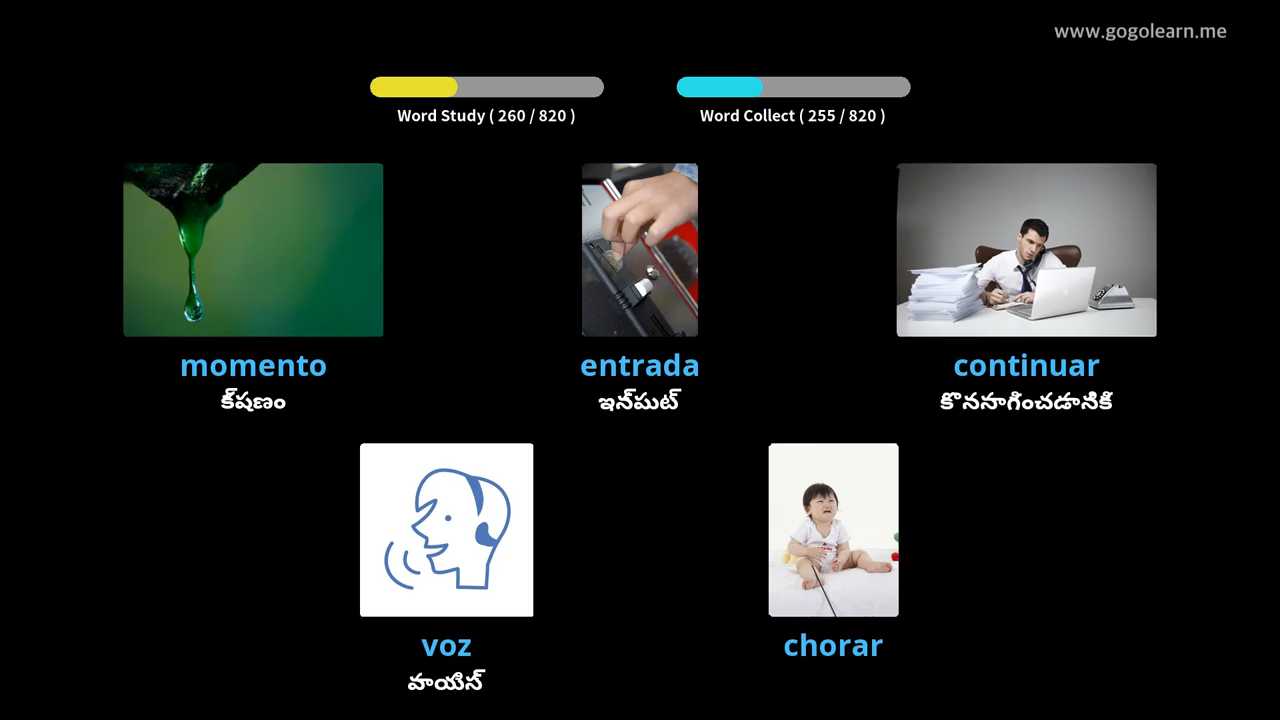 www.gogolearn.me
Word Study ( 260 / 820 )
Word Collect ( 255 / 820 )
momento
entrada
continuar
క్షణం
ఇన్‌పుట్
కొనసాగించడానికి
voz
chorar
వాయిస్